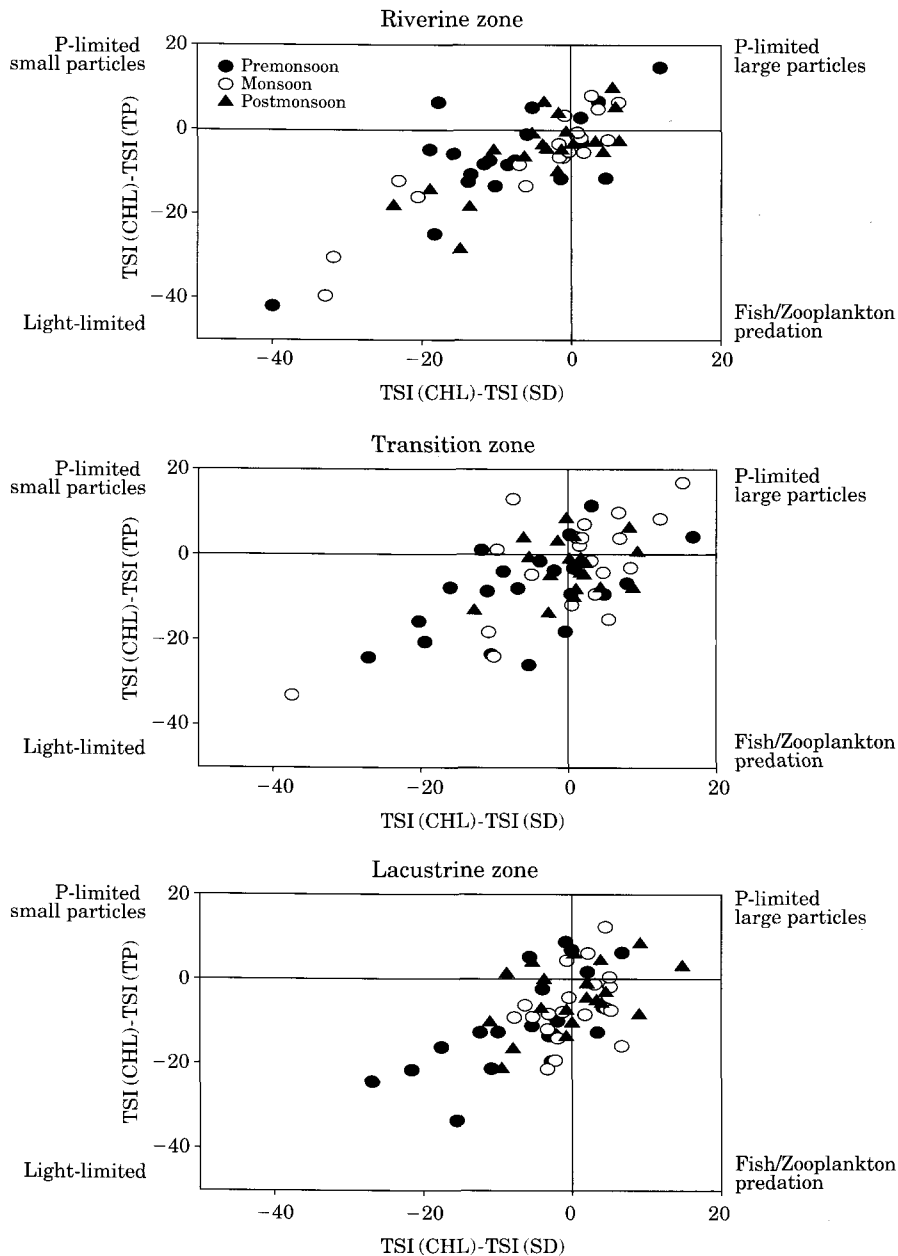 Riverine zone
P-limited
small particles
20
P-limited
large particles
Premonsoon
Monsoon
Postmonsoon
0
TSI (CHL)-TSI (TP)
−20
−40
Light-limited
Fish/Zooplankton
predation
−40
−20
0
20
TSI (CHL)-TSI (SD)
Transition zone
P-limited
small particles
20
P-limited
large particles
0
TSI (CHL)-TSI (TP)
−20
−40
Light-limited
Fish/Zooplankton
predation
−40
−20
0
20
TSI (CHL)-TSI (SD)
Lacustrine zone
P-limited
small particles
20
P-limited
large particles
0
TSI (CHL)-TSI (TP)
−20
−40
Light-limited
Fish/Zooplankton
predation
−40
−20
0
20
TSI (CHL)-TSI (SD)